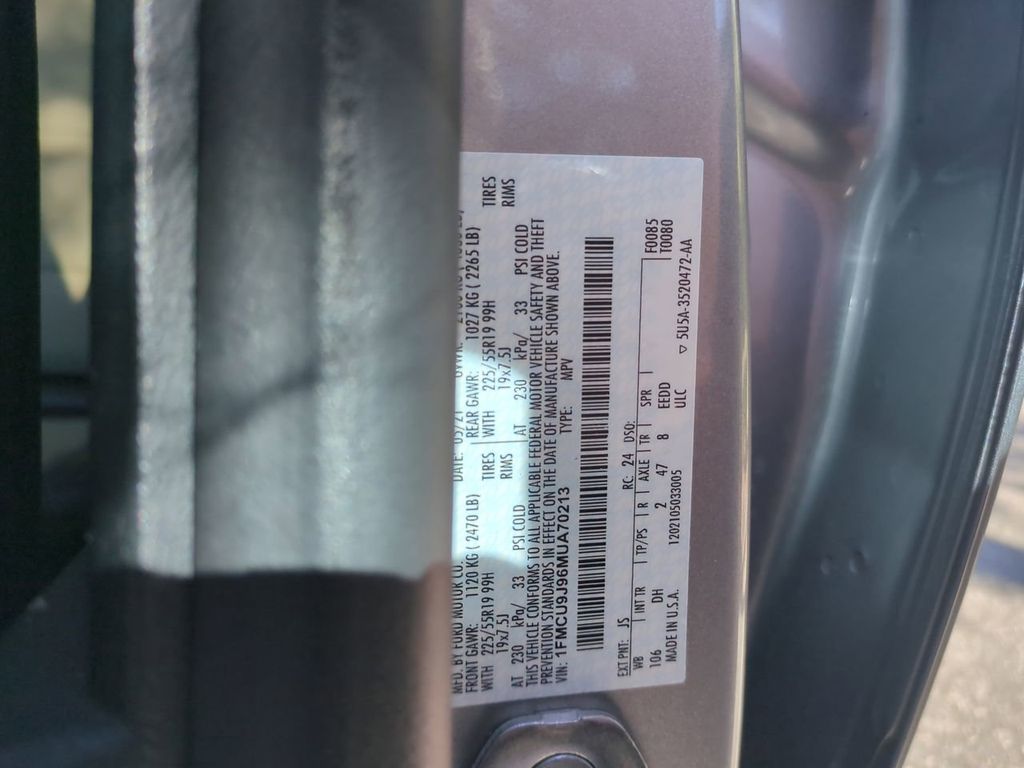 MFD. BY FORD MOTOR CO. DATE: 05/21 GVWR:
FRONT GAWR: 1120 KG ( 2470 LB) REAR GAWR: 1027 KG ( 2265 LB)
WITH 225/55R19 99H TIRES WITH 225/55R19 99H TIRES
19x7.5J RIMS 19x7.5J RIMS
AT 230 kPa/ 33 PSI COLD AT 230 kPa/ 33 PSI COLD
THIS VEHICLE CONFORMS TO ALL APPLICABLE FEDERAL MOTOR VEHICLE SAFETY AND THEFT
PREVENTION STANDARDS IN EFFECT ON THE DATE OF MANUFACTURE SHOWN ABOVE.
VIN: 1FMCU9J96MUA70213 TYPE: MPV
EXT PNT: JS RC: 24 DSO: F0085
WB INT TR TP/PS R AXLE TR SPR T0080
106 DH 2 47 8 EEDD
MADE IN U.S.A. 1202105033005 ULC ▽ 5U5A-3520472-AA